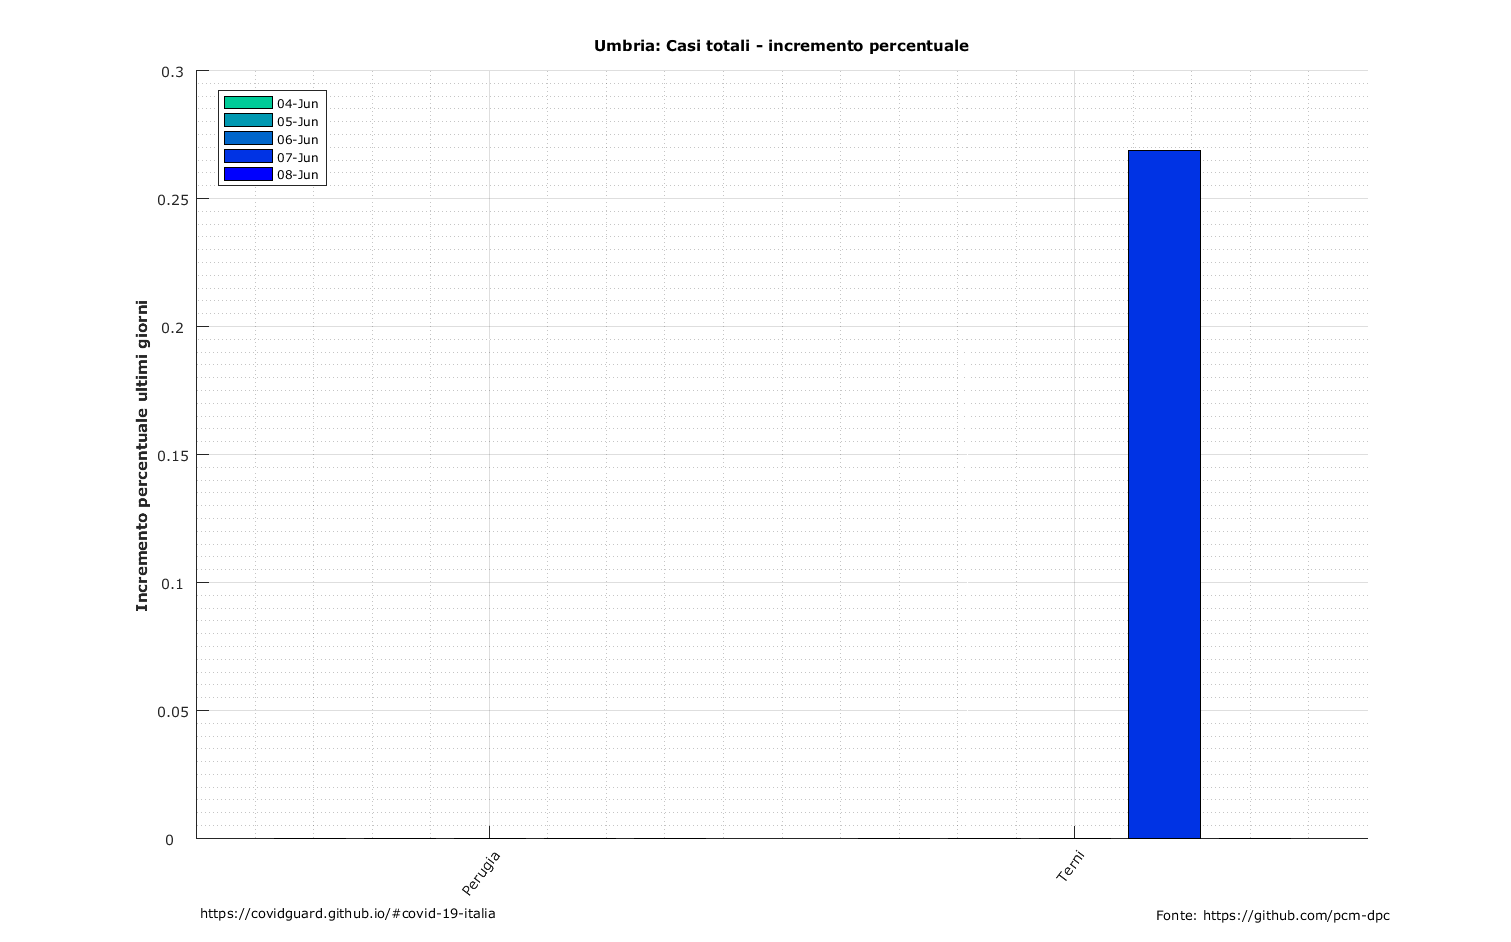 Umbria: Casi totali - incremento percentuale
0.3
0.25
0.2
0.15
0.1
0.05
0
04-Jun
05-Jun
06-Jun
07-Jun
08-Jun
Incremento percentuale ultimi giorni
Perugia
Terni
https://covidguard.github.io/#covid-19-italia
Fonte: https://github.com/pcm-dpc